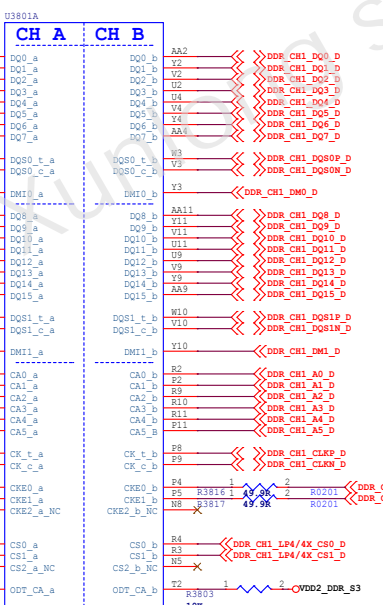 U3801A
CH A CH B
DQ0_a DQ0_b AA2 DDR_CH1_DQ0_D
DQ1_a DQ1_b Y2 DDR_CH1_DQ1_D
DQ2_a DQ2_b V2 DDR_CH1_DQ2_D
DQ3_a DQ3_b U2 DDR_CH1_DQ3_D
DQ4_a DQ4_b U4 DDR_CH1_DQ4_D
DQ5_a DQ5_b V4 DDR_CH1_DQ5_D
DQ6_a DQ6_b Y4 DDR_CH1_DQ6_D
DQ7_a DQ7_b AA4 DDR_CH1_DQ7_D
DQS0_t_a DQS0_t_b W3 DDR_CH1_DQS0P_D
DQS0_c_a DQS0_c_b V3 DDR_CH1_DQS0N_D
DMI0_a DMI0_b Y3 DDR_CH1_DM0_D
DQ8_a DQ8_b AA11 DDR_CH1_DQ8_D
DQ9_a DQ9_b Y11 DDR_CH1_DQ9_D
DQ10_a DQ10_b V11 DDR_CH1_DQ10_D
DQ11_a DQ11_b U11 DDR_CH1_DQ11_D
DQ12_a DQ12_b U9 DDR_CH1_DQ12_D
DQ13_a DQ13_b V9 DDR_CH1_DQ13_D
DQ14_a DQ14_b Y9 DDR_CH1_DQ14_D
DQ15_a DQ15_b AA9 DDR_CH1_DQ15_D
DQS1_t_a DQS1_t_b W10 DDR_CH1_DQS1P_D
DQS1_c_a DQS1_c_b V10 DDR_CH1_DQS1N_D
DMI1_a DMI1_b Y10 DDR_CH1_DM1_D
CA0_a CA0_b R2 DDR_CH1_A0_D
CA1_a CA1_b P2 DDR_CH1_A1_D
CA2_a CA2_b R9 DDR_CH1_A2_D
CA3_a CA3_b R10 DDR_CH1_A3_D
CA4_a CA4_b R11 DDR_CH1_A4_D
CA5_a CA5_B P11 DDR_CH1_A5_D
CK_t_a CK_t_b P8 DDR_CH1_CLKP_D
CK_c_a CK_c_b P9 DDR_CH1_CLKN_D
CKE0_a CKE0_b P4 1 2 DDR_C
CKE1_a CKE1_b P5 R3816 1 49.9R 2 R0201 DDR_C
CKE2_a_NC CKE2_b_NC N8 R3817 49.9R R0201
CS0_a CS0_b R4 DDR_CH1_LP4/4X_CS0_D
CS1_a CS1_b R3 DDR_CH1_LP4/4X_CS1_D
CS2_a_NC CS2_b_NC N5
ODT_CA_a ODT_CA_b T2 1 2 VDD2_DDR_S3
R3803
Xunlong